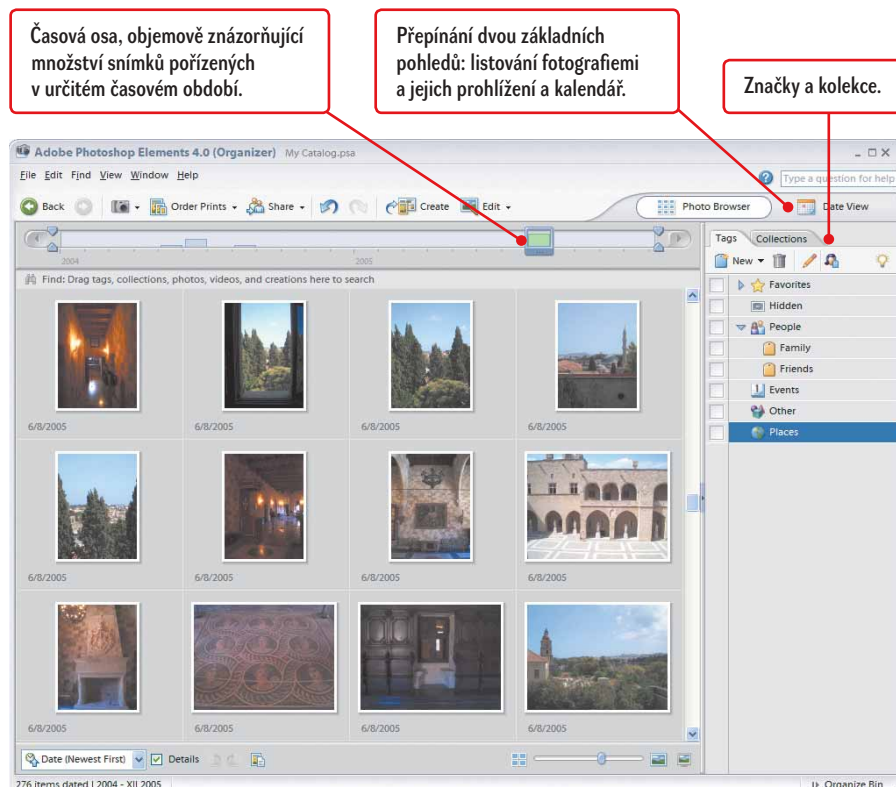 Časová osa, objemově znázorňující
množství snímků pořízených
v určitém časovém období.
Přepínání dvou základních
pohledů: listování fotografiemi
a jejich prohlížení a kalendář.
Značky a kolekce.
Adobe Photoshop Elements 4.0 (Organizer) My Catalog.psa
File Edit Find View Window Help
Type a question for help
Back Order Prints Share Create Edit Photo Browser Date View
2004 2005
Tags Collections
New
Find: Drag tags, collections, photos, videos, and creations here to search
Favorites
Hidden
People
Family
Friends
Events
Other
Places
6/8/2005 6/8/2005 6/8/2005 6/8/2005
6/8/2005 6/8/2005 6/8/2005 6/8/2005
6/8/2005 6/8/2005 6/8/2005 6/8/2005
Date (Newest First) Details
276 items dated I 2004 - XII 2005 Organize Bin